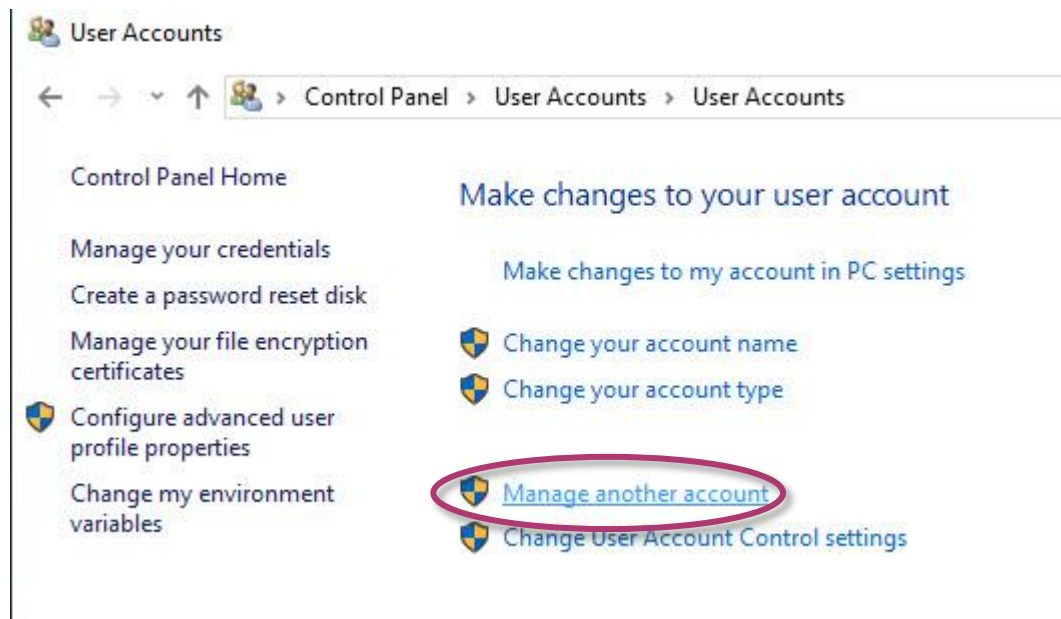 User Accounts
Control Panel > User Accounts > User Accounts
Control Panel Home
Manage your credentials
Create a password reset disk
Manage your file encryption
certificates
Configure advanced user
profile properties
Change my environment
variables
Make changes to your user account
Make changes to my account in PC settings
Change your account name
Change your account type
Manage another account
Change User Account Control settings